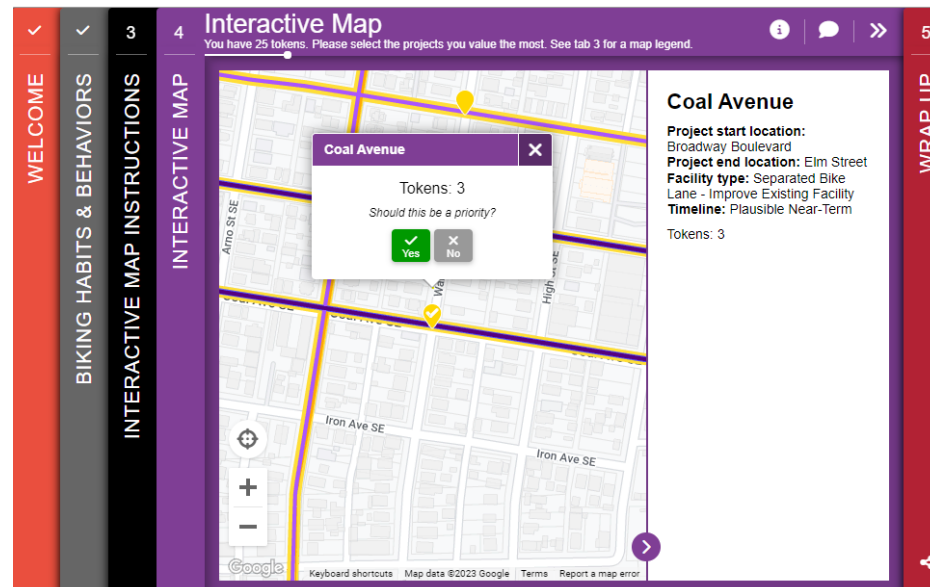 WELCOME
BIKING HABITS & BEHAVIORS
3
INTERACTIVE MAP INSTRUCTIONS
4
INTERACTIVE MAP
Interactive Map
You have 25 tokens. Please select the projects you value the most. See tab 3 for a map legend.
5
WRAP UP
Coal Avenue
Tokens: 3
Should this be a priority?
Yes
No
Arno St SE
High St SE
Iron Ave SE
Iron Ave SE
Google
Keyboard shortcuts
Map data ©2023 Google
Terms
Report a map error
Coal Avenue
Project start location:
Broadway Boulevard
Project end location: Elm Street
Facility type: Separated Bike
Lane - Improve Existing Facility
Timeline: Plausible Near-Term
Tokens: 3